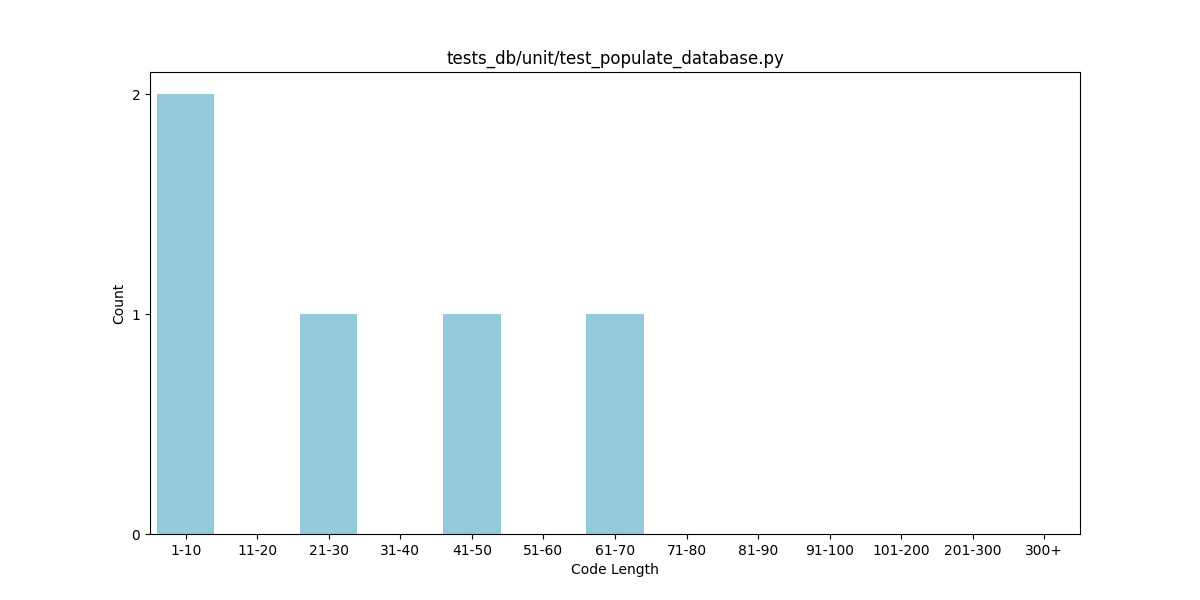 tests_db/unit/test_populate_database.py
Count
2
1
0
1-10 11-20 21-30 31-40 41-50 51-60 61-70 71-80 81-90 91-100 101-200 201-300 300+
Code Length